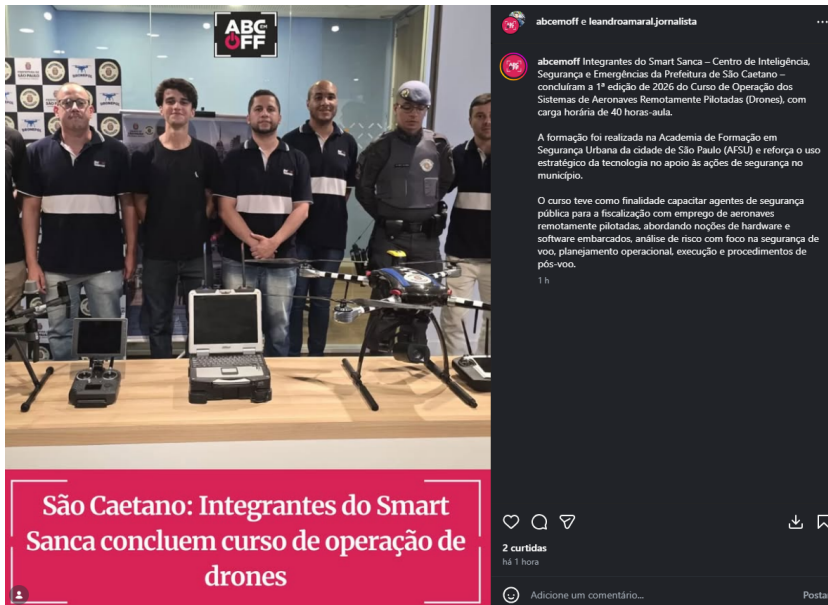 ABC
OFF
São Caetano: Integrantes do Smart
Sanca concluem curso de operação de
drones
abcemoff e leandroamaral.jornalista
abcemoff Integrantes do Smart Sanca – Centro de Inteligência,
Segurança e Emergências da Prefeitura de São Caetano –
concluíram a 1ª edição de 2026 do Curso de Operação dos
Sistemas de Aeronaves Remotamente Pilotadas (Drones), com
carga horária de 40 horas-aula.
A formação foi realizada na Academia de Formação em
Segurança Urbana da cidade de São Paulo (AFSU) e reforça o uso
estratégico da tecnologia no apoio às ações de segurança no
município.
O curso teve como finalidade capacitar agentes de segurança
pública para a fiscalização com emprego de aeronaves
remotamente pilotadas, abordando noções de hardware e
software embarcados, análise de risco com foco na segurança de
voo, planejamento operacional, execução e procedimentos de
pós-voo.
1 h
2 curtidas
há 1 hora
Adicione um comentário...
Posta